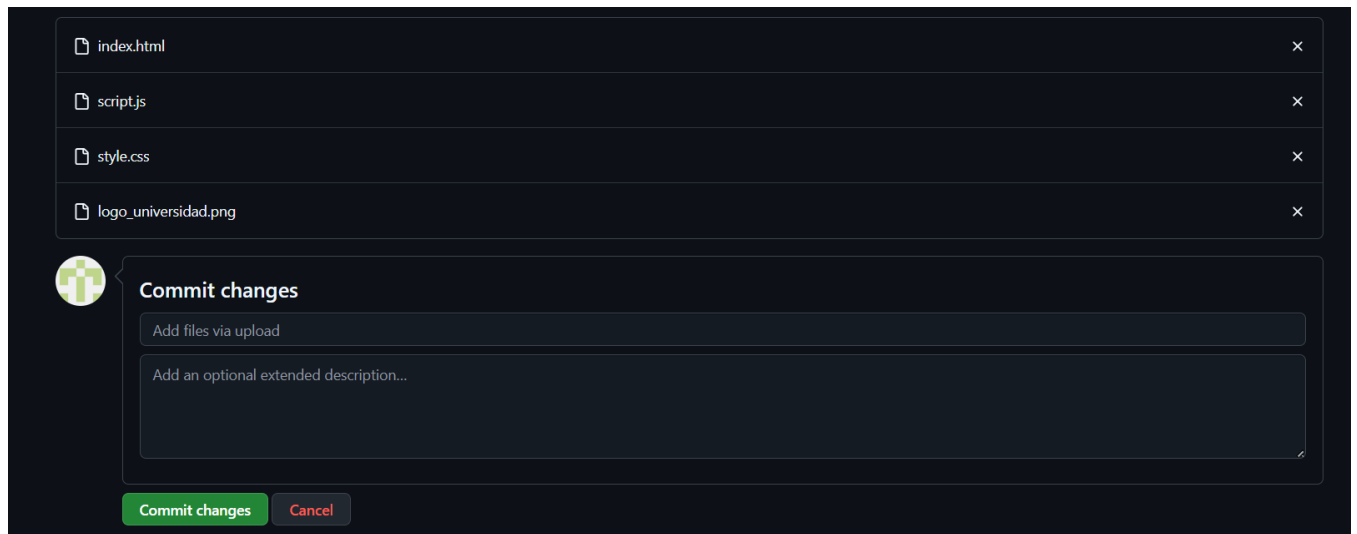 index.html
script.js
style.css
logo_universidad.png
Commit changes
Add files via upload
Add an optional extended description...
Commit changes Cancel